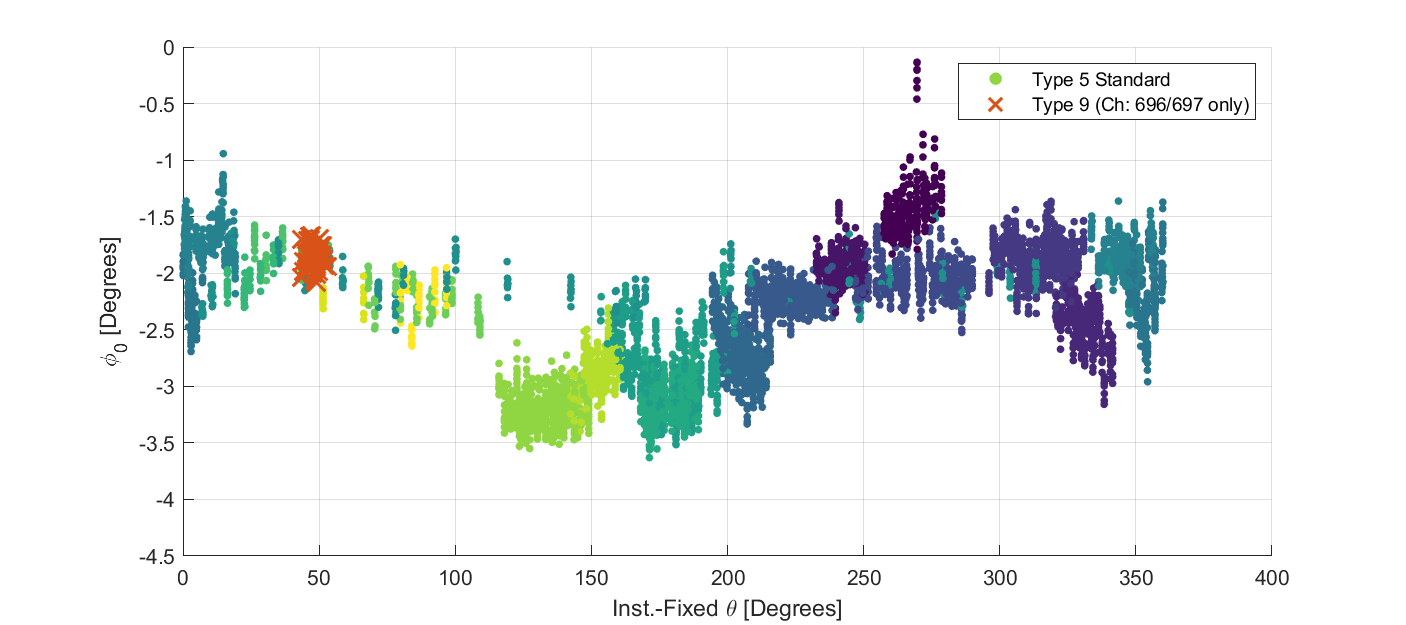 0
-0.5
-1
-1.5
-2
-2.5
-3
-3.5
-4
-4.5
ϕ0 [Degrees]
Type 5 Standard
Type 9 (Ch: 696/697 only)
0 50 100 150 200 250 300 350 400
Inst.-Fixed θ [Degrees]